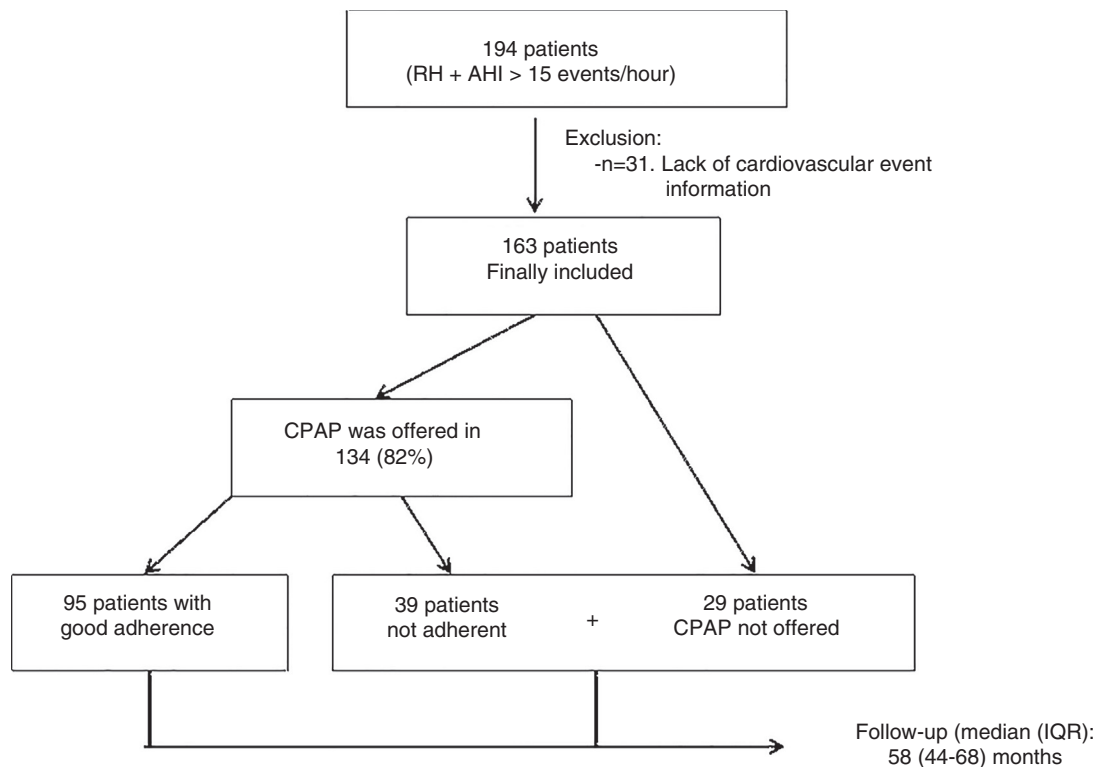 194 patients
(RH + AHI > 15 events/hour)
Exclusion:
-n=31. Lack of cardiovascular event
information
163 patients
Finally included
CPAP was offered in
134 (82%)
95 patients with
good adherence
39 patients
not adherent
+
29 patients
CPAP not offered
Follow-up (median (IQR):
58 (44-68) months